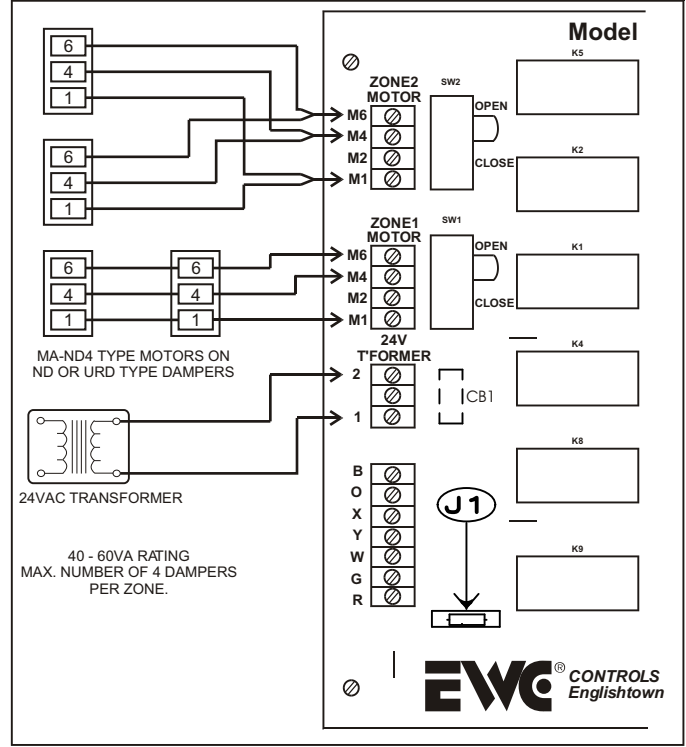 6
4
1
6
4
1
6
4
1
6
4
1
MA-ND4 TYPE MOTORS ON
ND OR URD TYPE DAMPERS
24VAC TRANSFORMER
40 - 60VA RATING
MAX. NUMBER OF 4 DAMPERS
PER ZONE.
Model
ZONE2
MOTOR
M6
M4
M2
M1
SW2
OPEN
CLOSE
ZONE1
MOTOR
M6
M4
M2
M1
SW1
OPEN
CLOSE
24V
T'FORMER
2
1
CB1
B
O
X
Y
W
G
R
J1
K5
K2
K1
K4
K8
K9
EWC® CONTROLS
Englishtown